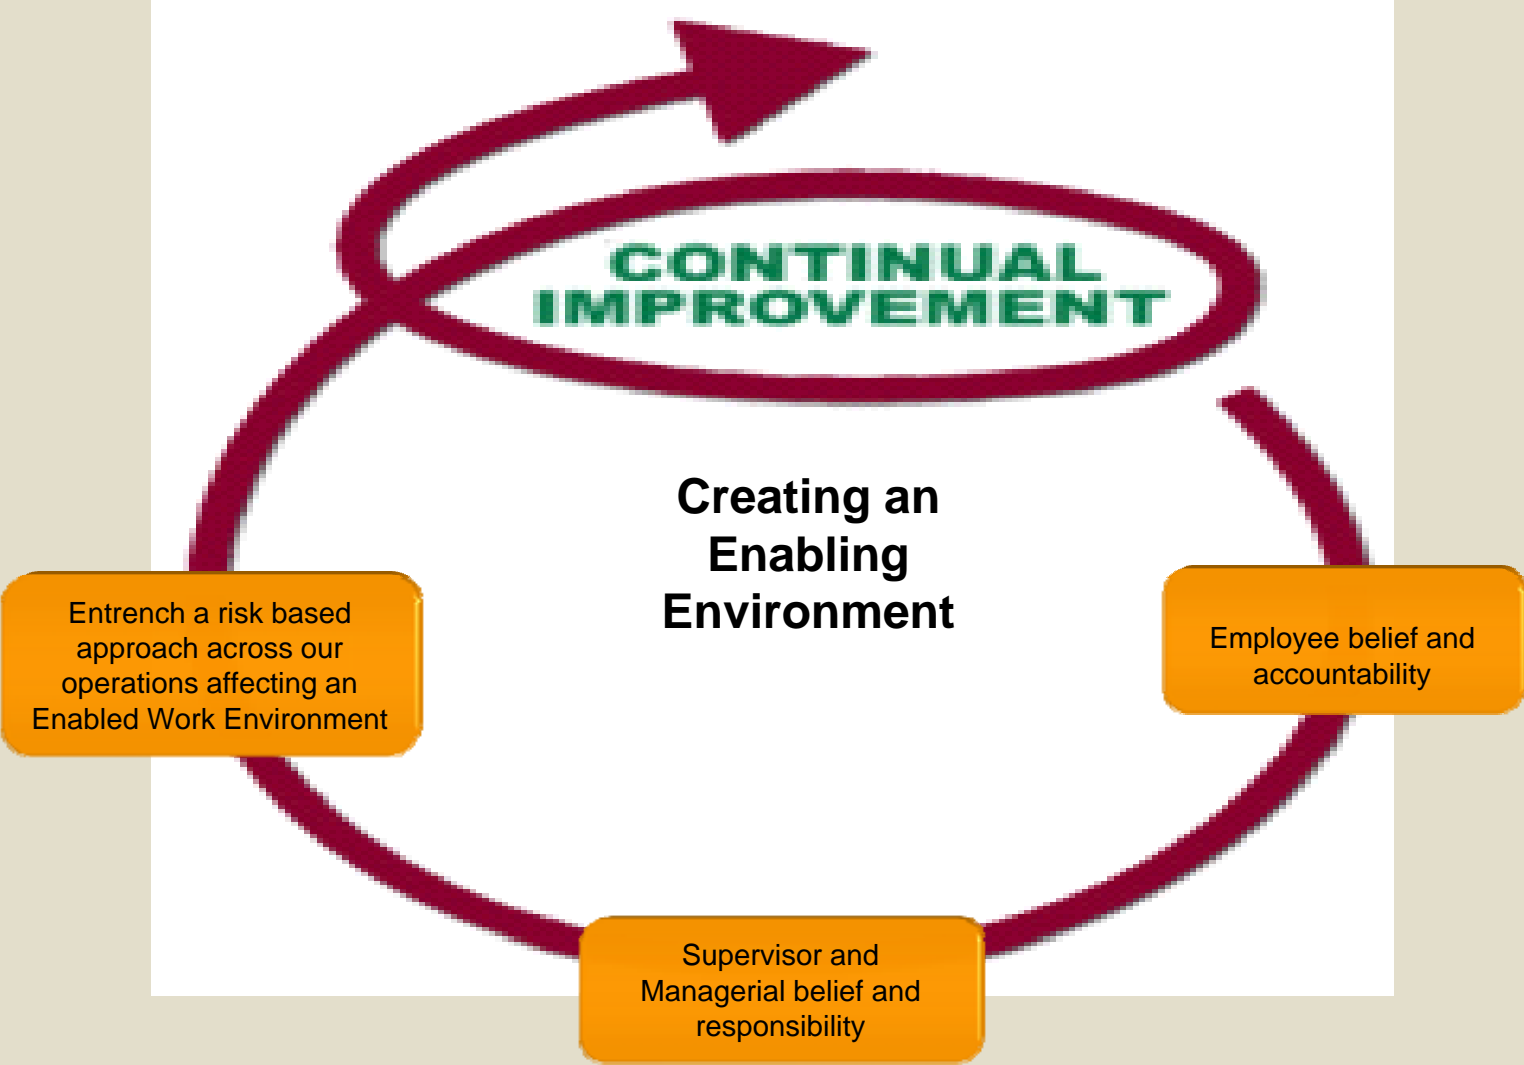 CONTINUAL
IMPROVEMENT
Creating an
Enabling
Environment
Entrench a risk based
approach across our
operations affecting an
Enabled Work Environment
Employee belief and
accountability
Supervisor and
Managerial belief and
responsibility